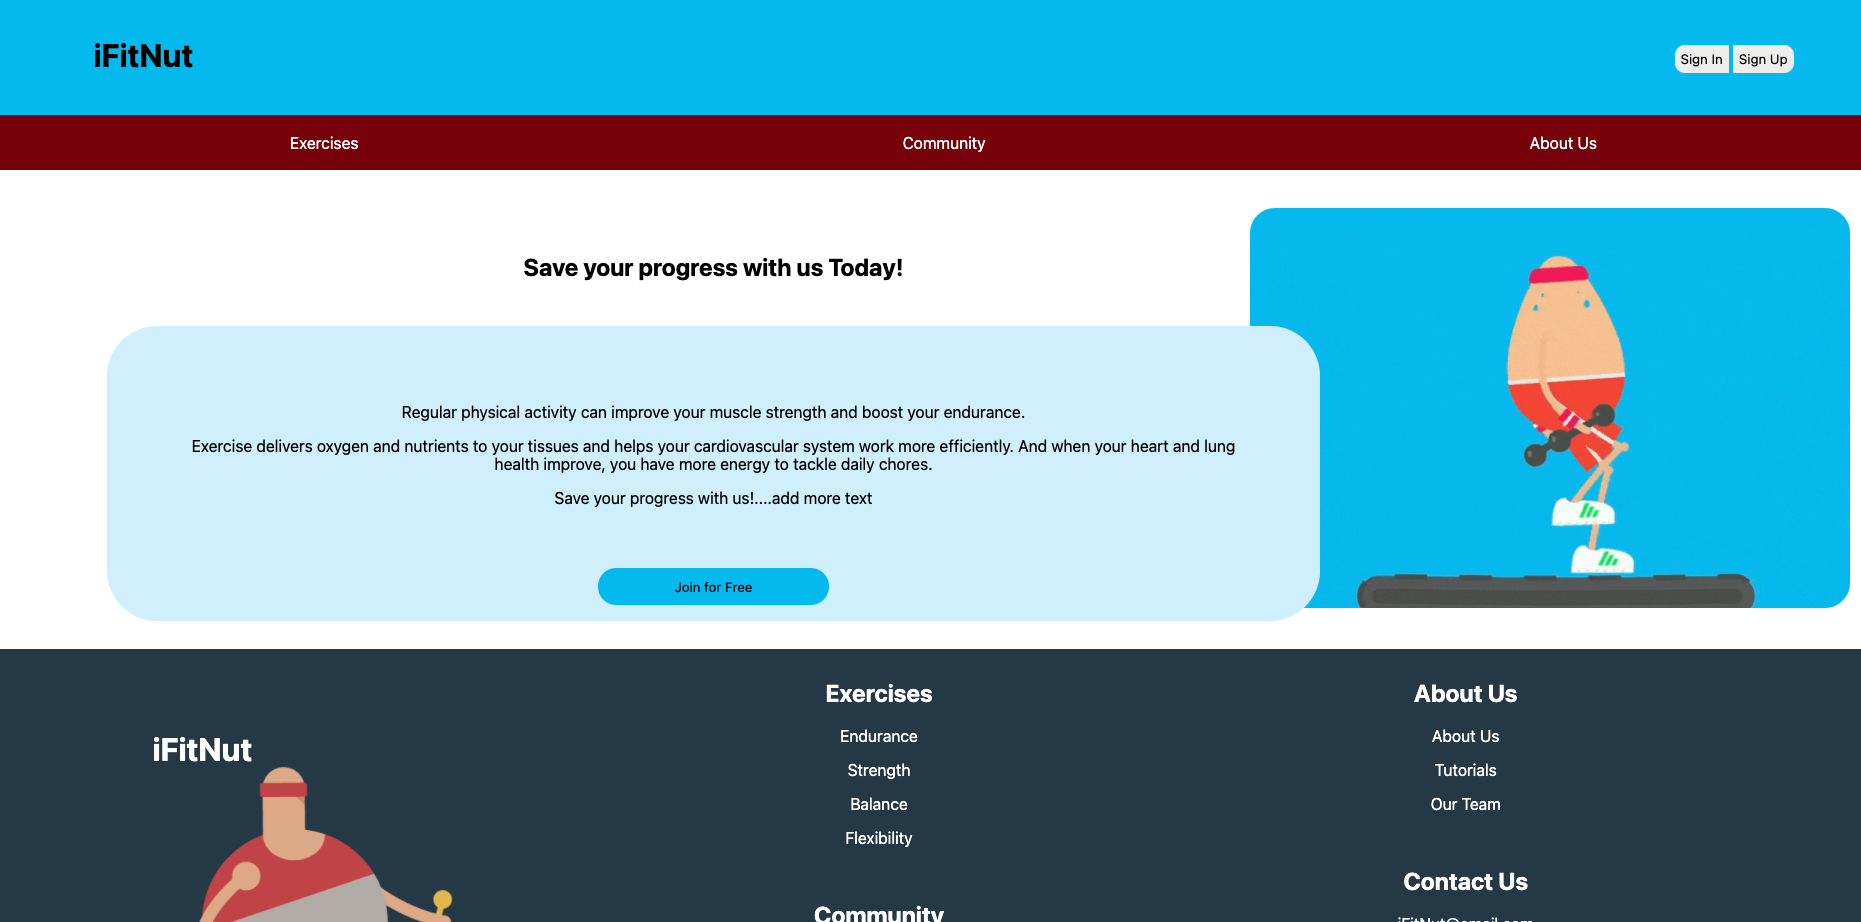 iFitNut
Sign In
Sign Up
Exercises
Community
About Us
Save your progress with us Today!
Regular physical activity can improve your muscle strength and boost your endurance.
Exercise delivers oxygen and nutrients to your tissues and helps your cardiovascular system work more efficiently. And when your heart and lung
health improve, you have more energy to tackle daily chores.
Save your progress with us!....add more text
Join for Free
iFitNut
Exercises
Endurance
Strength
Balance
Flexibility
Community
About Us
About Us
Tutorials
Our Team
Contact Us